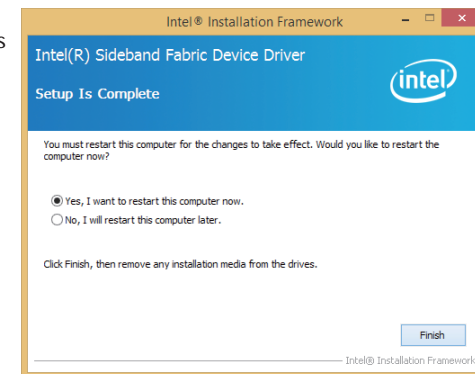 Intel® Installation Framework
s
Intel(R) Sideband Fabric Device Driver
Setup Is Complete
intel
You must restart this computer for the changes to take effect. Would you like to restart the
computer now?
Yes, I want to restart this computer now.
No, I will restart this computer later.
Click Finish, then remove any installation media from the drives.
Finish
Intel® Installation Framework